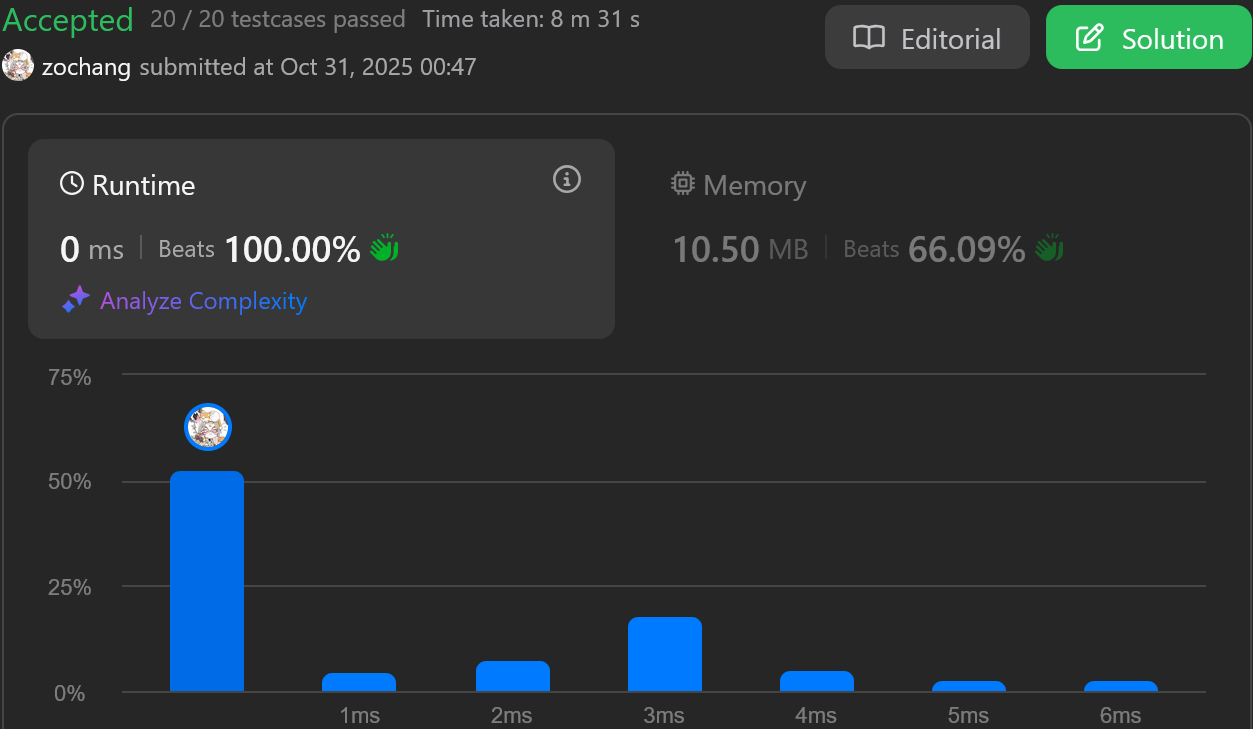 Accepted 20 / 20 testcases passed Time taken: 8 m 31 s
zochang submitted at Oct 31, 2025 00:47
Editorial
Solution
Runtime
0 ms Beats 100.00%
Analyze Complexity
Memory
10.50 MB Beats 66.09%
75%
50%
25%
0%
1ms 2ms 3ms 4ms 5ms 6ms